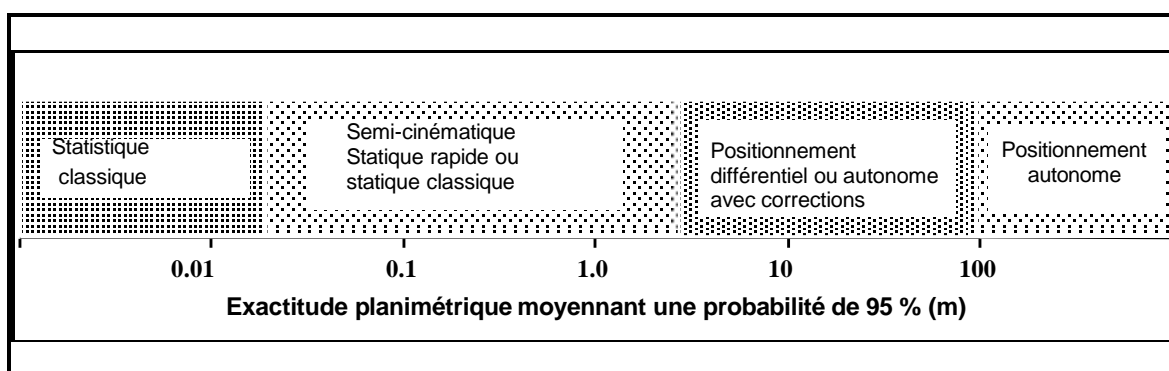 Statistique
classique
Semi-cinématique
Statique rapide ou
statique classique
Positionnement
différentiel ou autonome
avec corrections
Positionnement
autonome
0.01 0.1 1.0 10 100
Exactitude planimétrique moyennant une probabilité de 95 % (m)